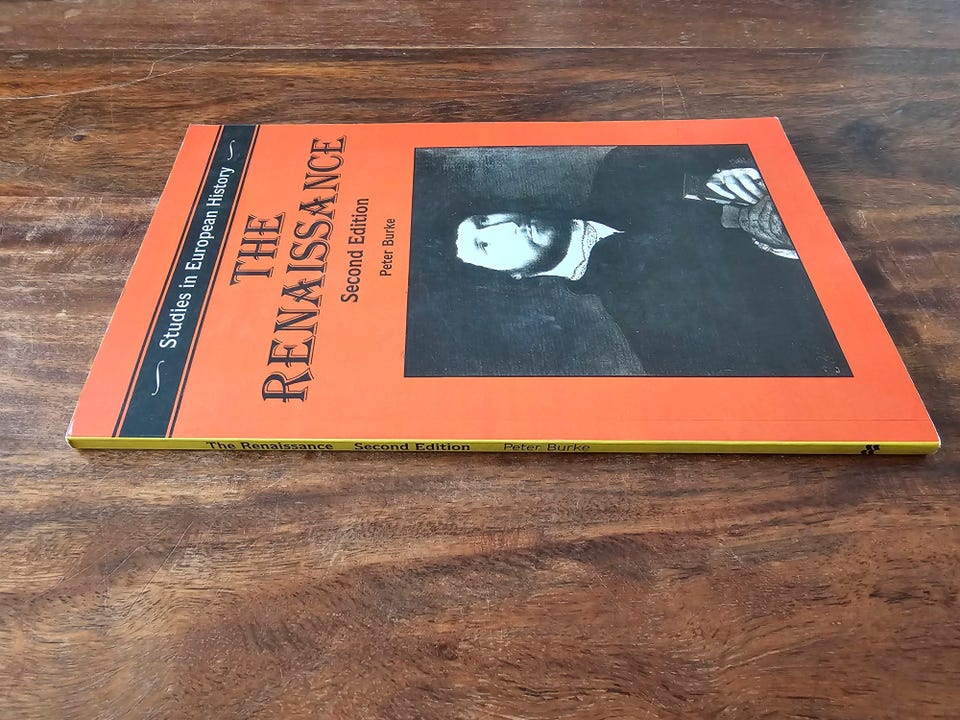 Studies in European History
THE
RENAISSANCE
Second Edition
Peter Burke
The Renaissance Second Edition Peter Burke